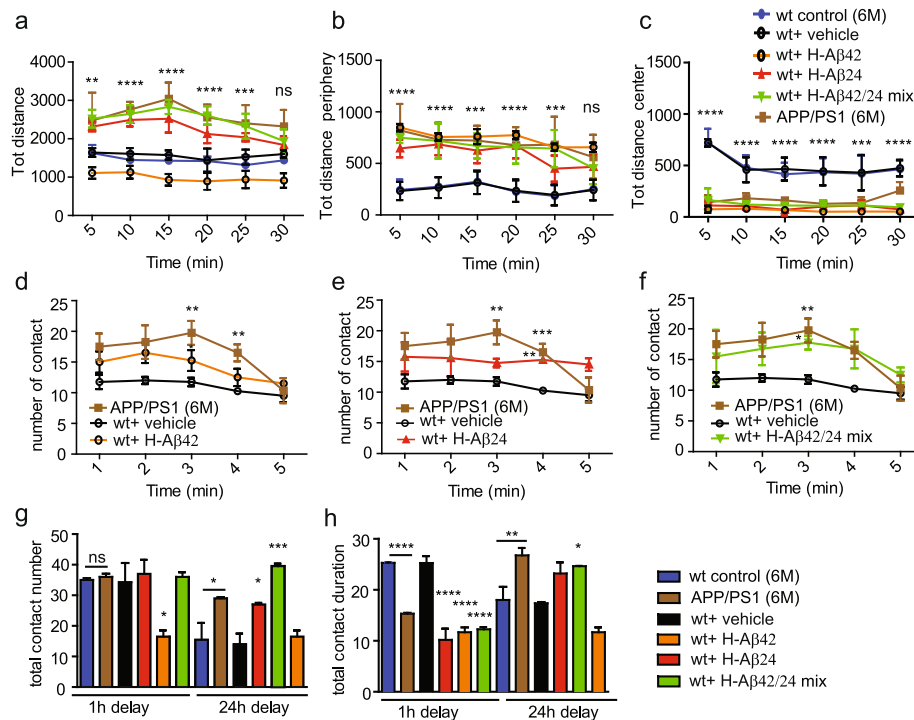 a
Tot distance
4000
3000
2000
1000
0
** **** **** **** *** ns
5 10 15 20 25 30
Time (min)
b
Tot distance periphery
1500
1000
500
0
**** **** *** **** *** ns
5 10 15 20 25 30
Time (min)
c
Tot distance center
1500
1000
500
0
**** **** **** **** *** ****
5 10 15 20 25 30
Time (min)
wt control (6M)
wt+ vehicle
wt+ H-Aβ42
wt+ H-Aβ24
wt+ H-Aβ42/24 mix
APP/PS1 (6M)
d
number of contact
25
20
15
10
5
0
** **
APP/PS1 (6M)
wt+ vehicle
wt+ H-Aβ42
1 2 3 4 5
Time (min)
e
number of contact
25
20
15
10
5
0
** ***
**
APP/PS1 (6M)
wt+ vehicle
wt+ H-Aβ24
1 2 3 4 5
Time (min)
f
number of contact
25
20
15
10
5
0
**
*
APP/PS1 (6M)
wt+ vehicle
wt+ H-Aβ42/24 mix
1 2 3 4 5
Time (min)
g
total contact number
50
40
30
20
10
0
ns * * * ***
1h delay 24h delay
h
total contact duration
30
20
10
0
**** **** **** **** ** *
1h delay 24h delay
wt control (6M)
APP/PS1 (6M)
wt+ vehicle
wt+ H-Aβ42
wt+ H-Aβ24
wt+ H-Aβ42/24 mix